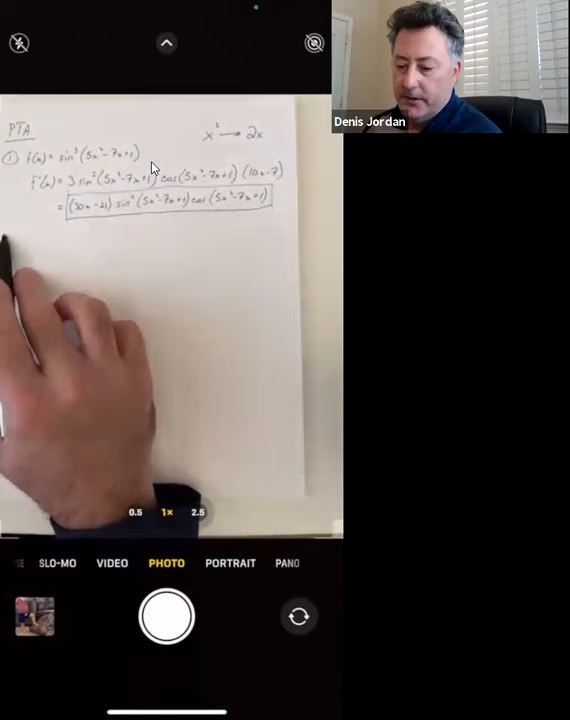 Denis Jordan
PTA
x² → 2x
① f(x) = sin³(5x²-7x+1)
f'(x) = 3 sin²(5x²-7x+1) cos(5x²-7x+1) (10x-7)
= (30x-21) sin²(5x²-7x+1) cos(5x²-7x+1)
0.5 1× 2.5
SLO-MO VIDEO PHOTO PORTRAIT PANO